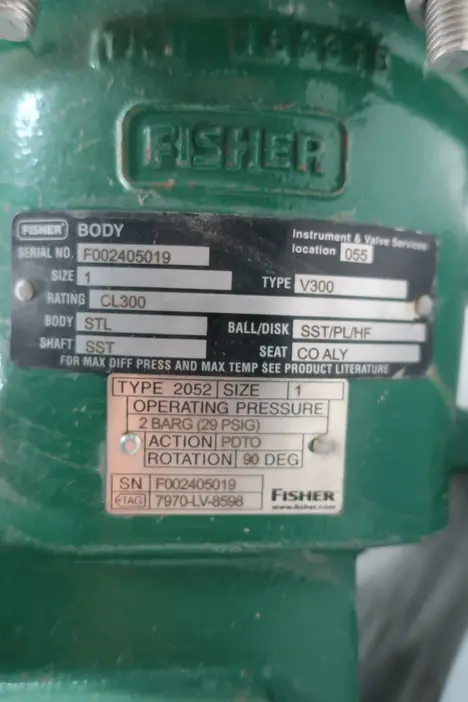 FISHER
FISHER BODY
Instrument & Valve Services
SERIAL NO. F002405019
location 055
SIZE 1
TYPE V300
RATING CL300
BODY STL
BALL/DISK SST/PL/HF
SHAFT SST
SEAT CO ALY
FOR MAX DIFF PRESS AND MAX TEMP SEE PRODUCT LITERATURE
TYPE 2052 SIZE 1
OPERATING PRESSURE
2 BARG (29 PSIG)
ACTION PDTO
ROTATION 90 DEG
SN F002405019
eTAG 7970-LV-8598
FISHER
www.fisher.com